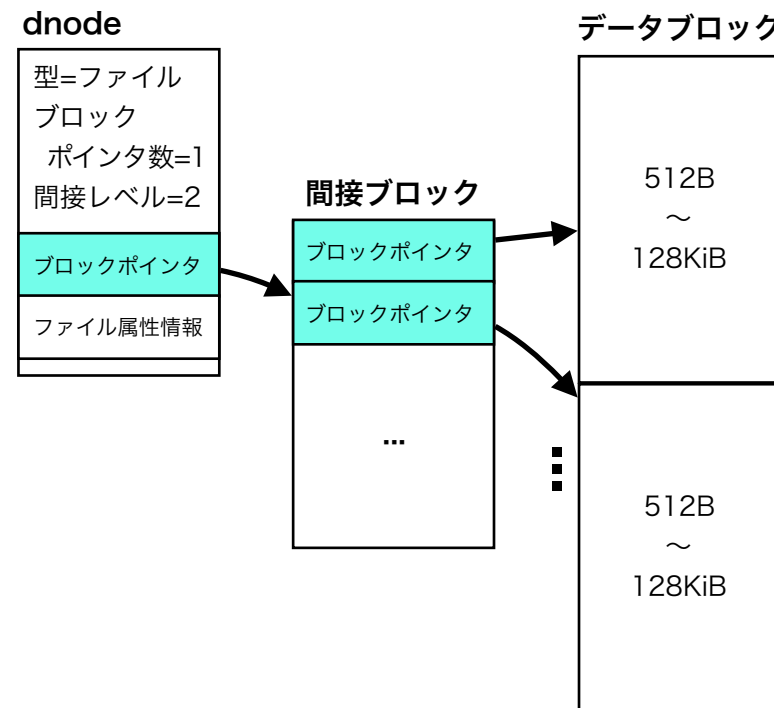 dnode
型=ファイル
ブロック
ポインタ数=1
間接レベル=2
ブロックポインタ
ファイル属性情報
間接ブロック
ブロックポインタ
ブロックポインタ
...
データブロック
512B
～
128KiB
512B
～
128KiB